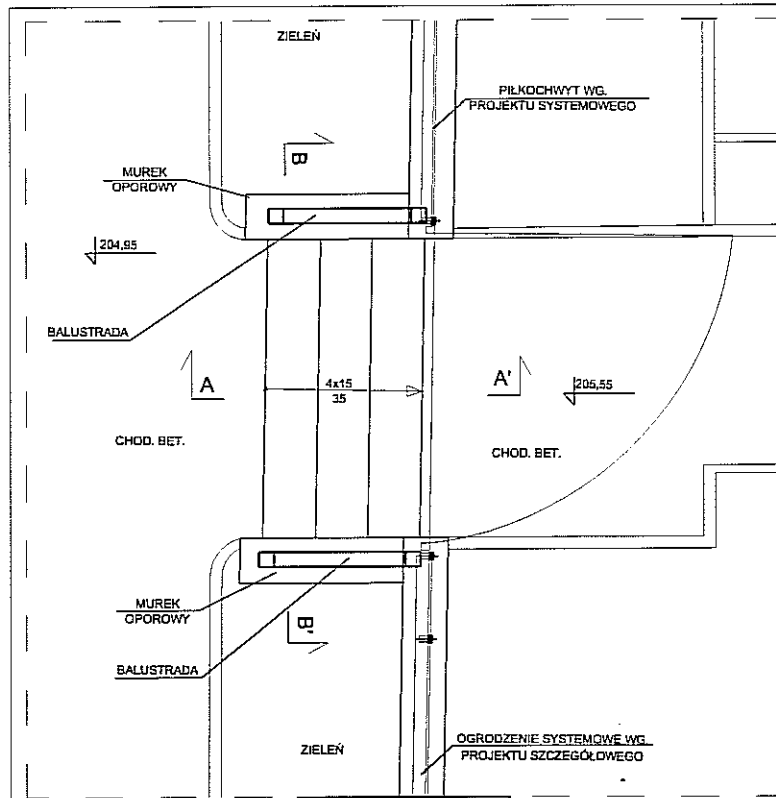 ZIELEŃ
PIŁKOCHWYT WG.
PROJEKTU SYSTEMOWEGO
B
MUREK
OPOROWY
204,95
BALUSTRADA
A
4x15
35
A'
205,55
CHOD. BET.
CHOD. BET.
MUREK
OPOROWY
B'
BALUSTRADA
ZIELEŃ
OGRODZENIE SYSTEMOWE WG.
PROJEKTU SZCZEGÓŁOWEGO